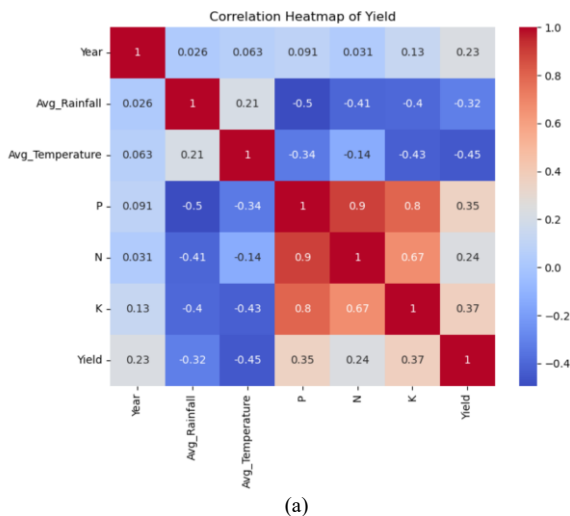 Correlation Heatmap of Yield
Year 1 0.026 0.063 0.091 0.031 0.13 0.23
Avg_Rainfall 0.026 1 0.21 -0.5 -0.41 -0.4 -0.32
Avg_Temperature 0.063 0.21 1 -0.34 -0.14 -0.43 -0.45
P 0.091 -0.5 -0.34 1 0.9 0.8 0.35
N 0.031 -0.41 -0.14 0.9 1 0.67 0.24
K 0.13 -0.4 -0.43 0.8 0.67 1 0.37
Yield 0.23 -0.32 -0.45 0.35 0.24 0.37 1
Year Avg_Rainfall Avg_Temperature P N K Yield
1.0
0.8
0.6
0.4
0.2
0.0
-0.2
-0.4
(a)